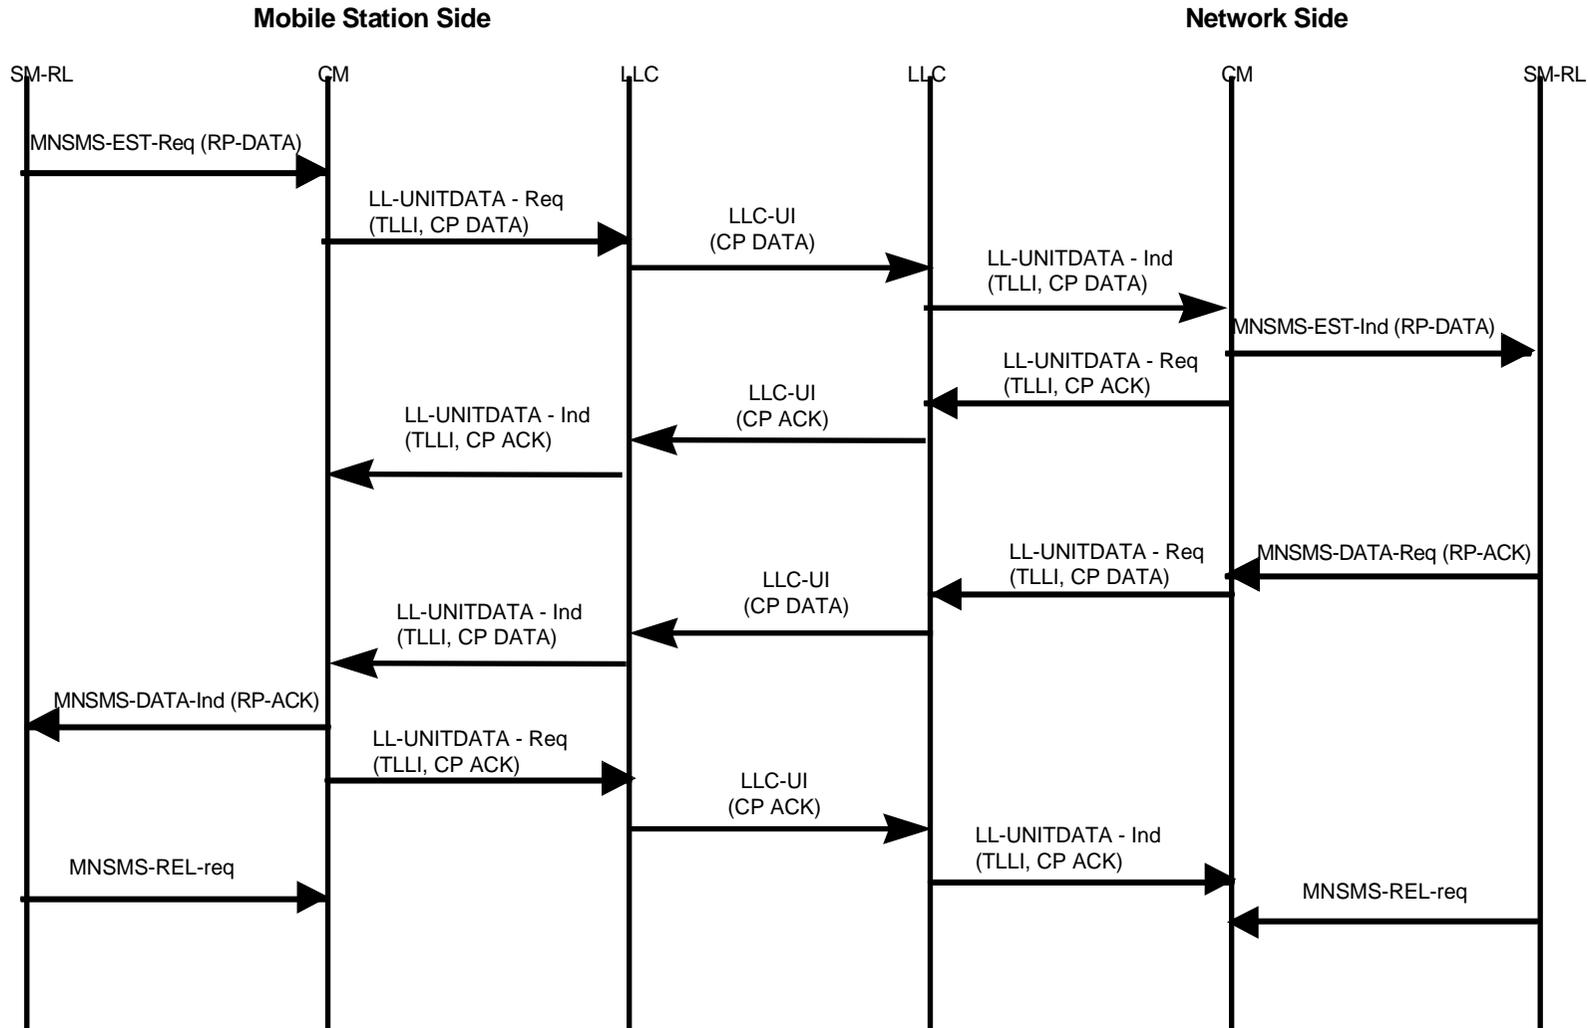 Mobile Station Side
Network Side
SM-RL
CM
LLC
LLC
CM
SM-RL
MNSMS-EST-Req (RP-DATA)
LL-UNITDATA - Req
(TLLI, CP DATA)
LLC-UI
(CP DATA)
LL-UNITDATA - Ind
(TLLI, CP DATA)
MNSMS-EST-Ind (RP-DATA)
LL-UNITDATA - Req
(TLLI, CP ACK)
LLC-UI
(CP ACK)
LL-UNITDATA - Ind
(TLLI, CP ACK)
MNSMS-DATA-Req (RP-ACK)
LL-UNITDATA - Req
(TLLI, CP DATA)
LLC-UI
(CP DATA)
LL-UNITDATA - Ind
(TLLI, CP DATA)
MNSMS-DATA-Ind (RP-ACK)
LL-UNITDATA - Req
(TLLI, CP ACK)
LLC-UI
(CP ACK)
LL-UNITDATA - Ind
(TLLI, CP ACK)
MNSMS-REL-req
MNSMS-REL-req